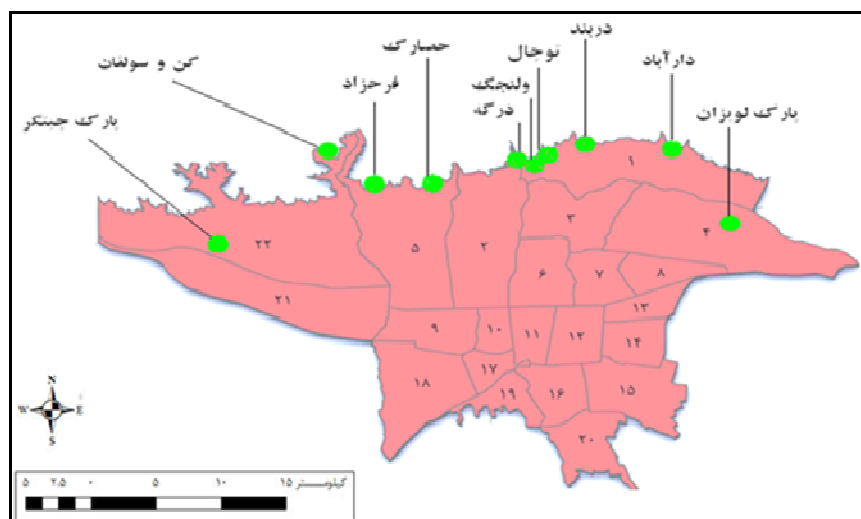 دربند
توچال
حصارک
دارآباد
کن و سولقان
ولنجک
فرحزاد
درکه
پارک لویزان
پارک چیتگر
۱
۳
۴
۲
۵
۲۲
۶
۷
۸
۲۱
۱۳
۹
۱۰
۱۱
۱۳
۱۴
۱۷
۱۸
۱۹
۱۶
۱۵
۲۰
N
W E
S
۵ ۲.۵ ۰ ۵ ۱۰ ۱۵ کیلومتر